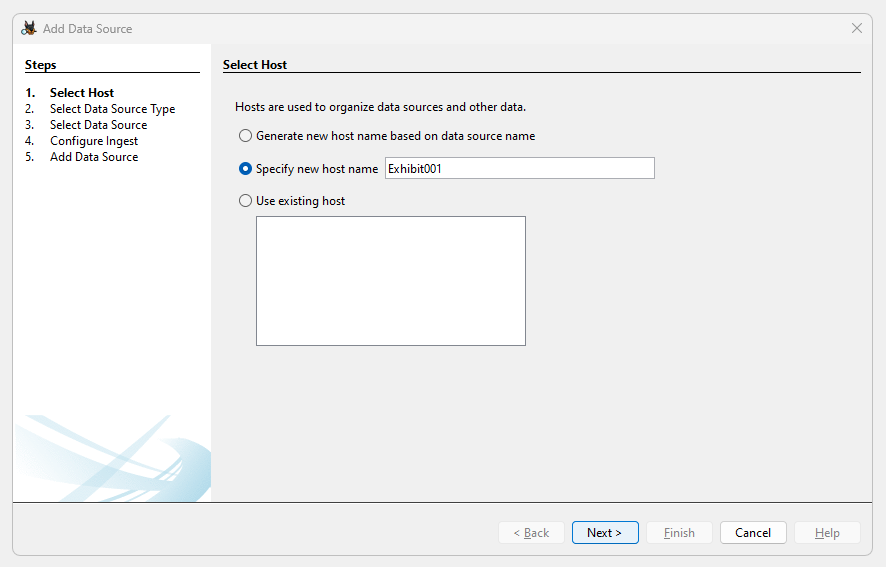 Add Data Source
Steps
1. Select Host
2. Select Data Source Type
3. Select Data Source
4. Configure Ingest
5. Add Data Source
Select Host
Hosts are used to organize data sources and other data.
Generate new host name based on data source name
Specify new host name Exhibit001
Use existing host
< Back Next > Finish Cancel Help